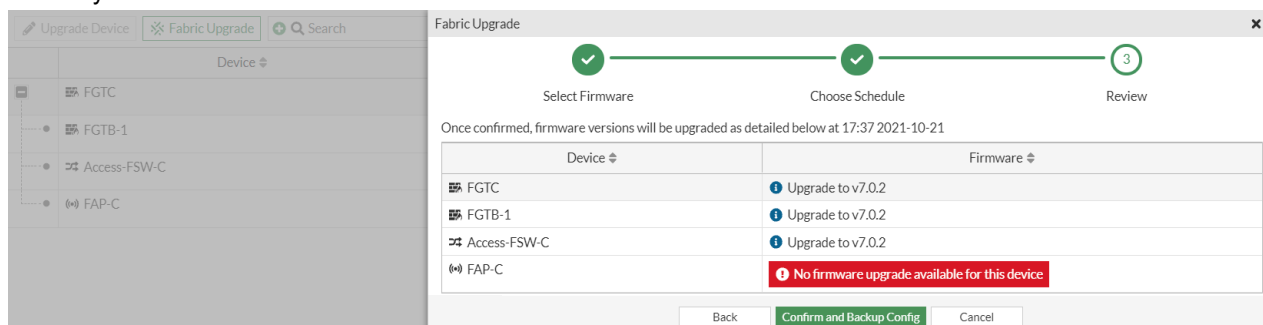 Upgrade Device Fabric Upgrade Search
Device
FGTC
FGTB-1
Access-FSW-C
FAP-C
Fabric Upgrade
3
Select Firmware Choose Schedule Review
Once confirmed, firmware versions will be upgraded as detailed below at 17:37 2021-10-21
Device Firmware
FGTC Upgrade to v7.0.2
FGTB-1 Upgrade to v7.0.2
Access-FSW-C Upgrade to v7.0.2
FAP-C No firmware upgrade available for this device
Back Confirm and Backup Config Cancel